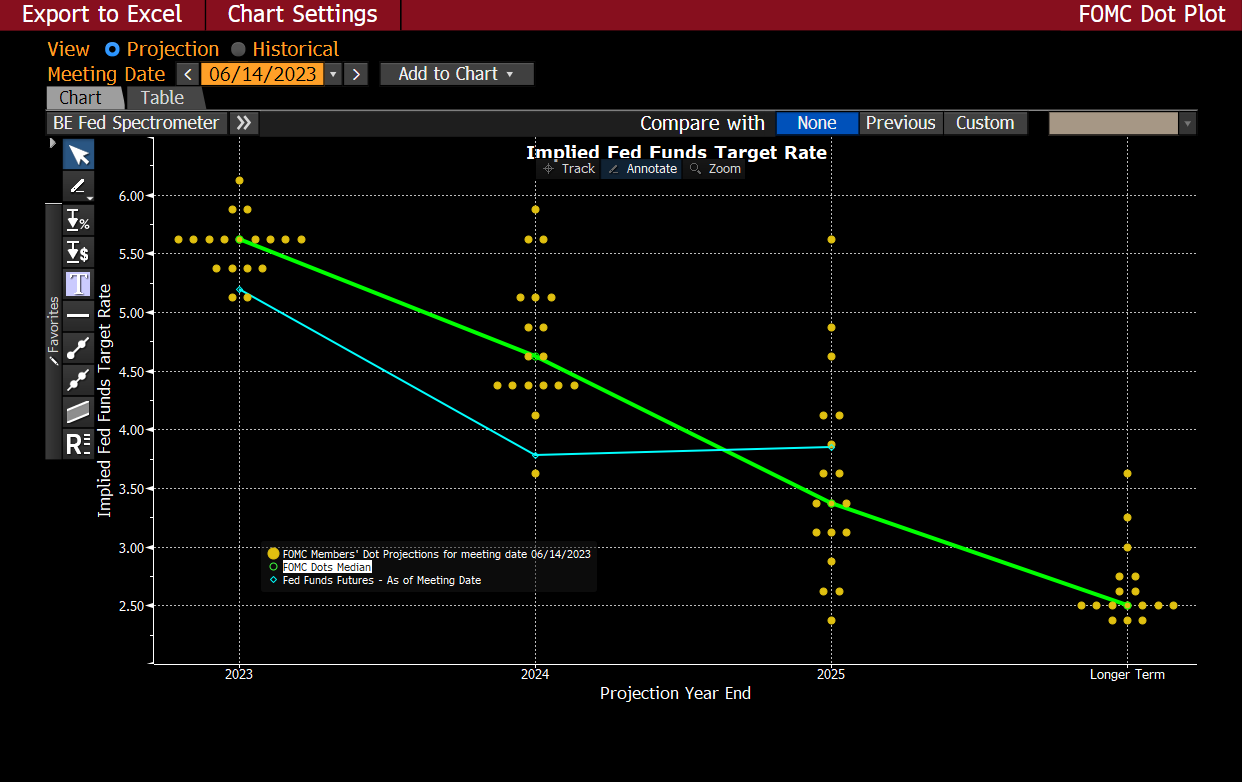 Export to Excel Chart Settings FOMC Dot Plot
View Projection Historical
Meeting Date < 06/14/2023 > Add to Chart
Chart Table
BE Fed Spectrometer Compare with None Previous Custom
Implied Fed Funds Target Rate
Track Annotate Zoom
%
$
T
R
Favorites
Implied Fed Funds Target Rate
6.00
5.50
5.00
4.50
4.00
3.50
3.00
2.50
FOMC Members' Dot Projections for meeting date 06/14/2023
FOMC Dots Median
Fed Funds Futures - As of Meeting Date
2023 2024 2025 Longer Term
Projection Year End